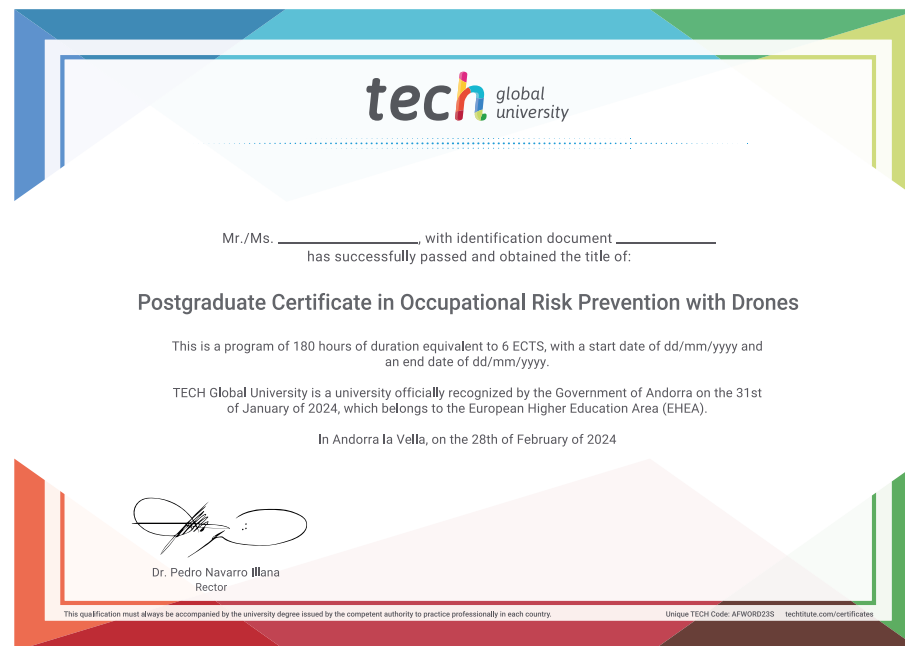 tech global university
Mr./Ms. ____________, with identification document ____________
has successfully passed and obtained the title of:
Postgraduate Certificate in Occupational Risk Prevention with Drones
This is a program of 180 hours of duration equivalent to 6 ECTS, with a start date of dd/mm/yyyy and
an end date of dd/mm/yyyy.
TECH Global University is a university officially recognized by the Government of Andorra on the 31st
of January of 2024, which belongs to the European Higher Education Area (EHEA).
In Andorra la Vella, on the 28th of February of 2024
Dr. Pedro Navarro Illana
Rector
This qualification must always be accompanied by the university degree issued by the competent authority to practice professionally in each country.
Unique TECH Code: AFWORD23S techtitute.com/certificates